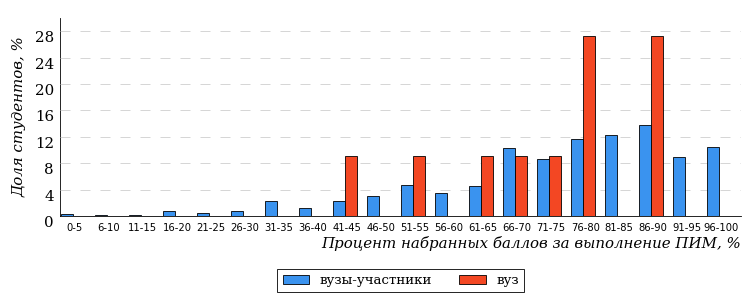 Доля студентов, %
28
24
20
16
12
8
4
0
0-5 6-10 11-15 16-20 21-25 26-30 31-35 36-40 41-45 46-50 51-55 56-60 61-65 66-70 71-75 76-80 81-85 86-90 91-95 96-100
Процент набранных баллов за выполнение ПИМ, %
вузы-участники вуз